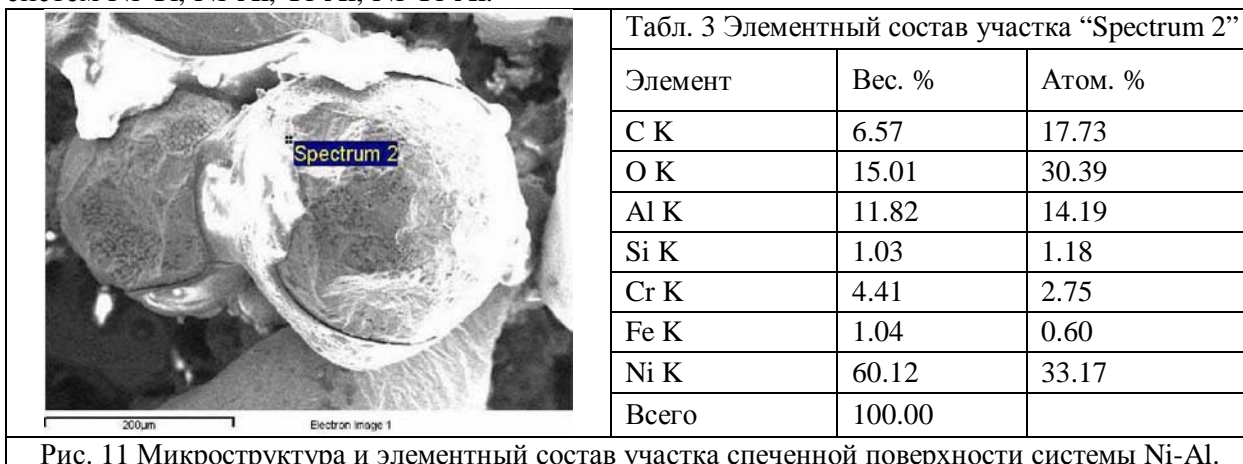 систем Ni-Ti, Ni-Al, Ti-Al, Ni-Ti-Al.
Табл. 3 Элементный состав участка “Spectrum 2”
Элемент Вес. % Атом. %
C K 6.57 17.73
O K 15.01 30.39
Al K 11.82 14.19
Si K 1.03 1.18
Cr K 4.41 2.75
Fe K 1.04 0.60
Ni K 60.12 33.17
Всего 100.00
Spectrum 2
200µm Electron Image 1
Рис. 11 Микроструктура и элементный состав участка спеченной поверхности системы Ni-Al.